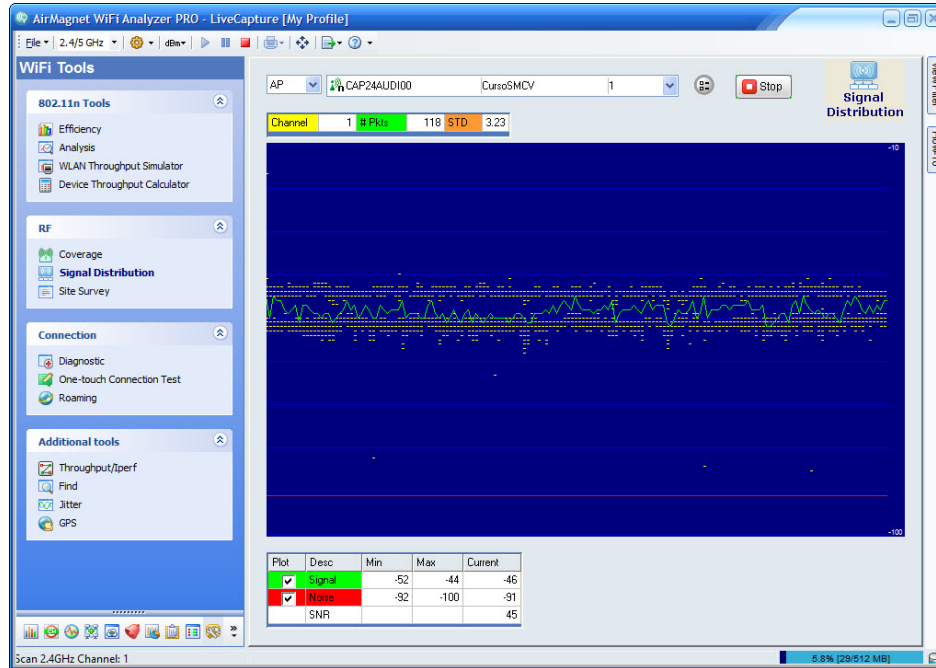 AirMagnet WiFi Analyzer PRO - LiveCapture [My Profile]
File 2.4/5 GHz dBm
WiFi Tools
802.11n Tools
Efficiency
Analysis
WLAN Throughput Simulator
Device Throughput Calculator
RF
Coverage
Signal Distribution
Site Survey
Connection
Diagnostic
One-touch Connection Test
Roaming
Additional tools
Throughput/Iperf
Find
Jitter
GPS
AP CAP24AUDI00 CursoSMCV 1 Stop
Signal
Distribution
Channel 1 # Pkts 118 STD 3.23
-10
-100
Plot Desc Min Max Current
Signal -52 -44 -46
Noise -92 -100 -91
SNR 45
Scan 2.4GHz Channel: 1
5.8% [29/512 MB]